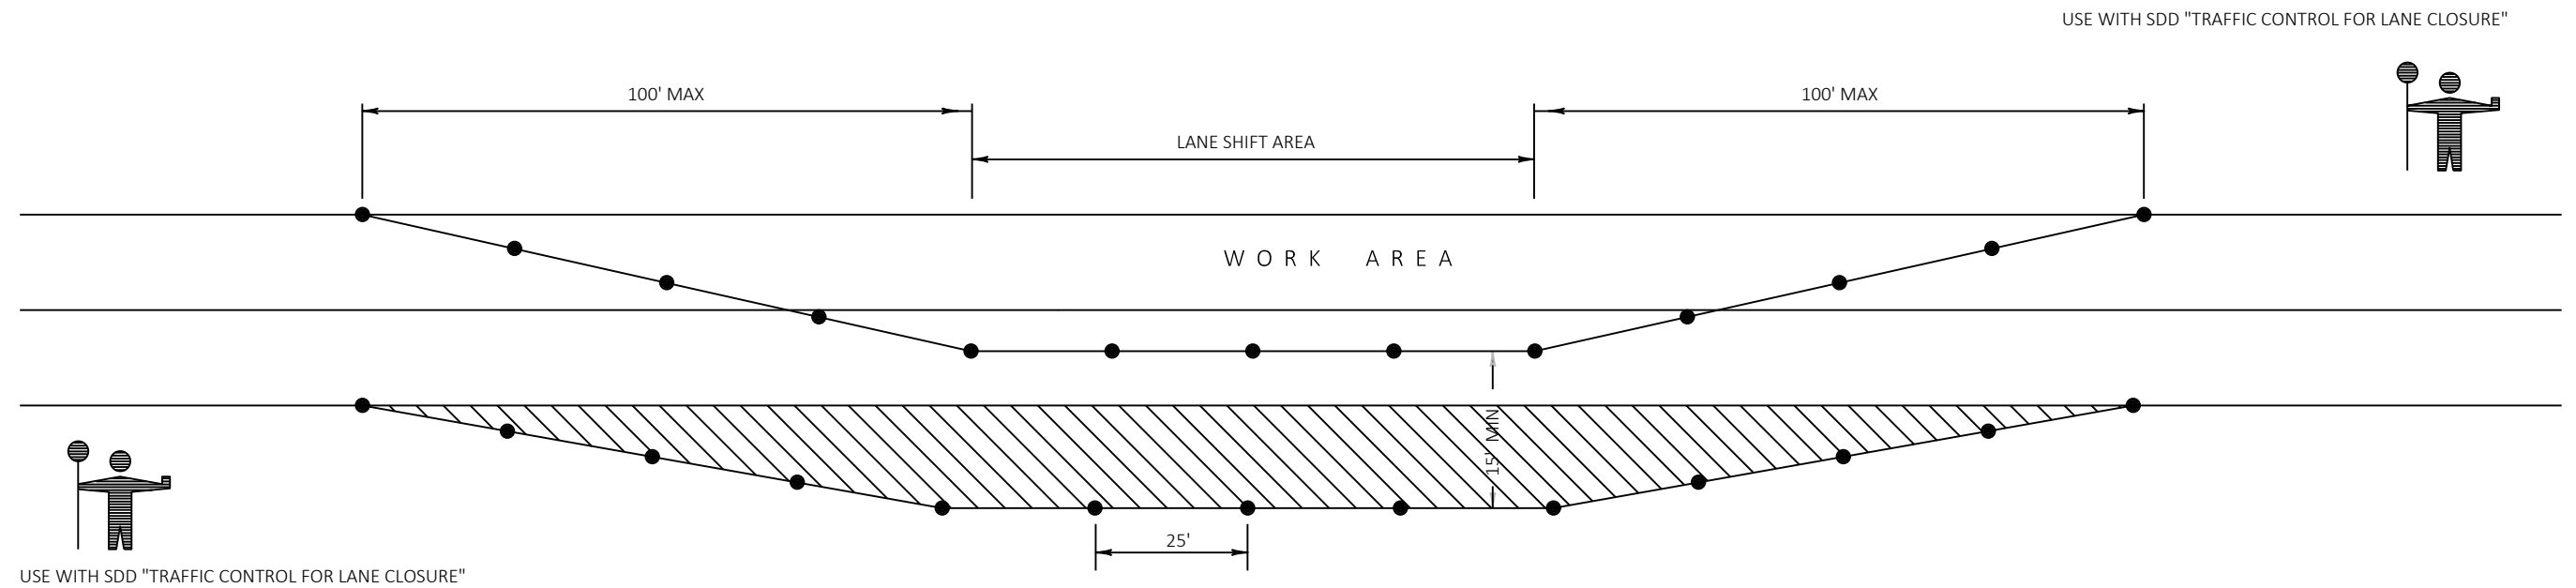 USE WITH SDD "TRAFFIC CONTROL FOR LANE CLOSURE"
100' MAX
100' MAX
LANE SHIFT AREA
WORK AREA
15' MIN
25'
USE WITH SDD "TRAFFIC CONTROL FOR LANE CLOSURE"